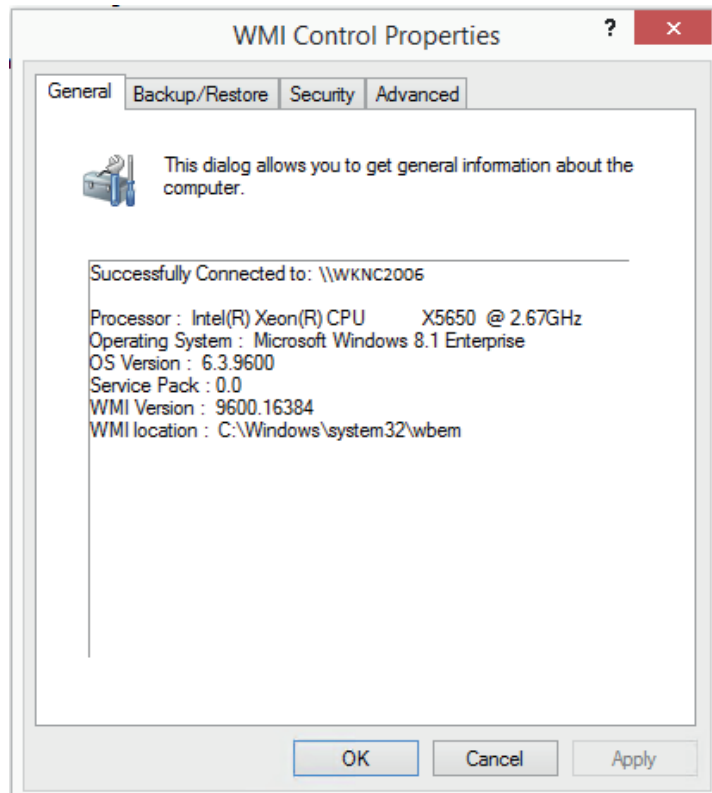 WMI Control Properties
?
×
General Backup/Restore Security Advanced
This dialog allows you to get general information about the
computer.
Successfully Connected to: \\WKNC2006
Processor : Intel(R) Xeon(R) CPU X5650 @ 2.67GHz
Operating System : Microsoft Windows 8.1 Enterprise
OS Version : 6.3.9600
Service Pack : 0.0
WMI Version : 9600.16384
WMI location : C:\Windows\system32\wbem
OK Cancel Apply